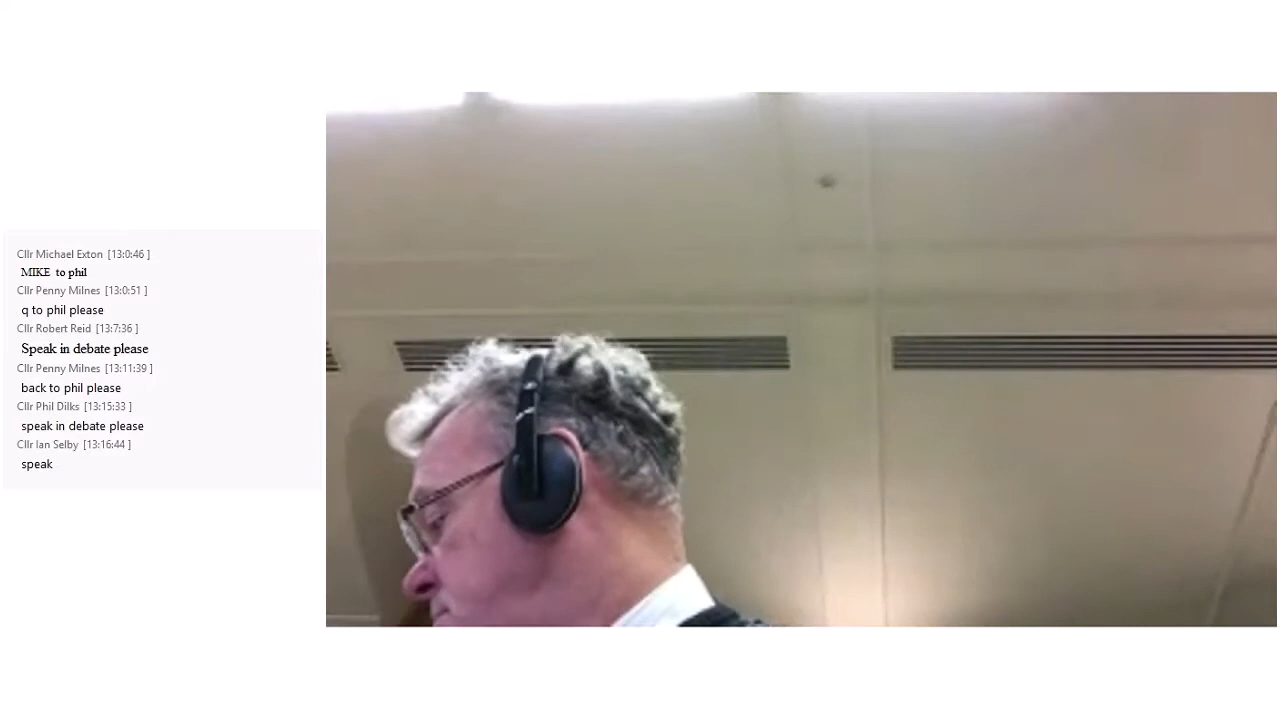 Cllr Michael Exton [13:0:46 ]
MIKE to phil
Cllr Penny Milnes [13:0:51 ]
q to phil please
Cllr Robert Reid [13:7:36 ]
Speak in debate please
Cllr Penny Milnes [13:11:39 ]
back to phil please
Cllr Phil Dilks [13:15:33 ]
speak in debate please
Cllr Ian Selby [13:16:44 ]
speak